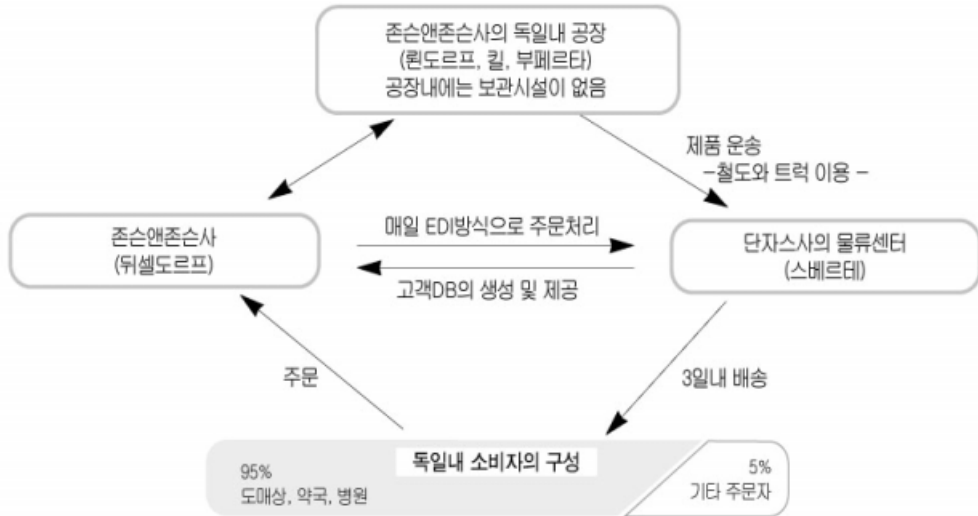 존슨앤존슨사의 독일내 공장
(뢴도르프, 킬, 부페르타)
공장내에는 보관시설이 없음
제품 운송
-철도와 트럭 이용 -
존슨앤존슨사
(뒤셀도르프)
매일 EDI방식으로 주문처리
고객DB의 생성 및 제공
단자스사의 물류센터
(스베르테)
주문
3일내 배송
독일내 소비자의 구성
95%
도매상, 약국, 병원
5%
기타 주문자